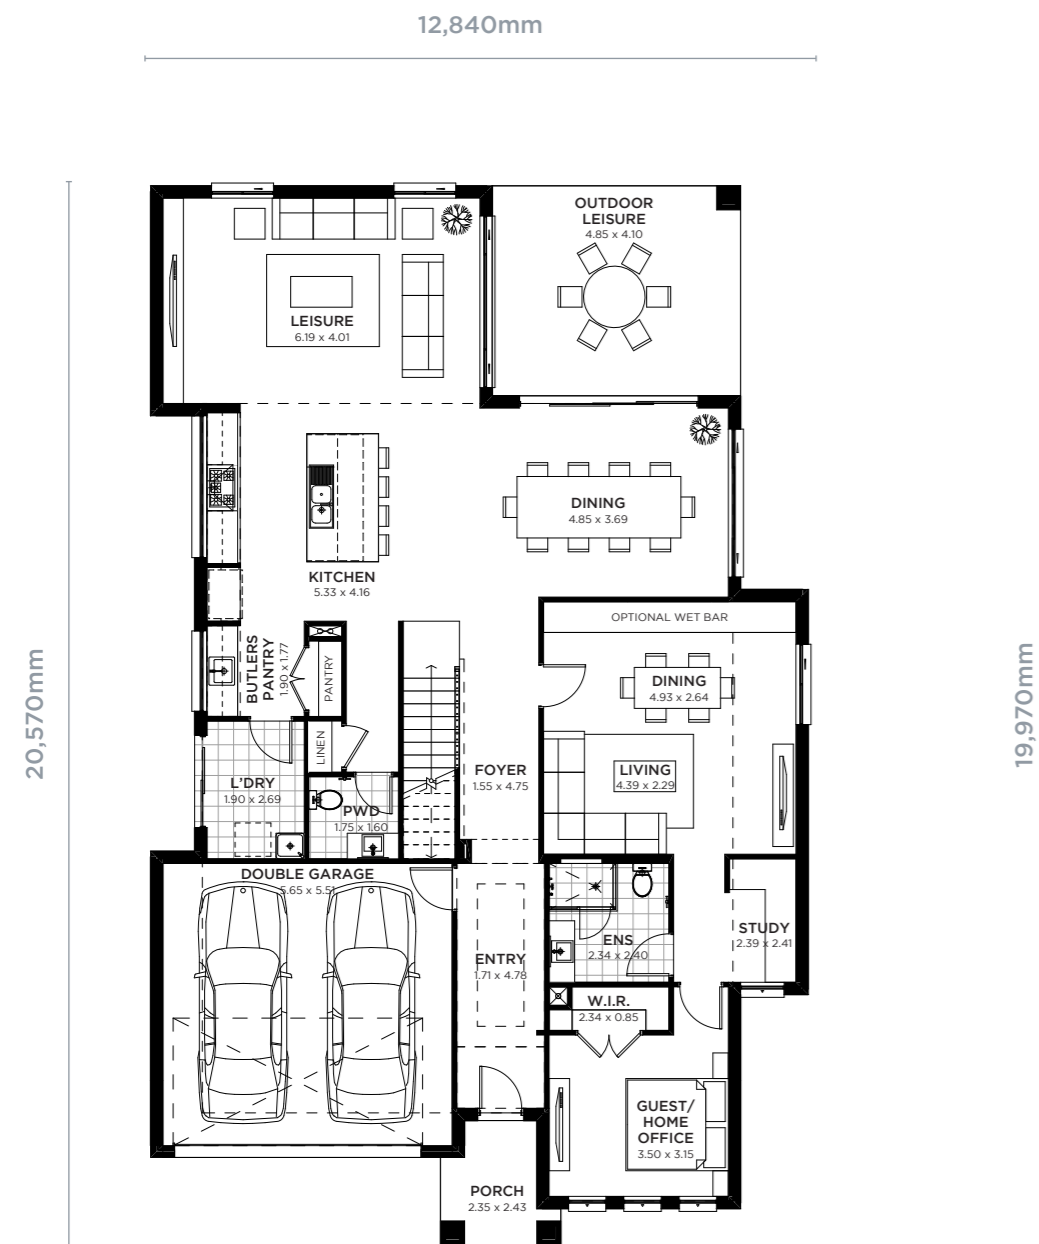 12,840mm
OUTDOOR
LEISURE
4.85 x 4.10
LEISURE
6.19 x 4.01
DINING
4.85 x 3.69
KITCHEN
5.33 x 4.16
OPTIONAL WET BAR
BUTLERS
PANTRY
1.90 x 1.77
PANTRY
DINING
4.93 x 2.64
20,570mm
19,970mm
LINEN
FOYER
1.55 x 4.75
LIVING
4.39 x 2.29
L'DRY
1.90 x 2.69
PWD
1.75 x 1.60
DOUBLE GARAGE
5.65 x 5.51
STUDY
2.39 x 2.41
ENS
2.34 x 2.40
ENTRY
1.71 x 4.78
W.I.R.
2.34 x 0.85
GUEST/
HOME
OFFICE
3.50 x 3.15
PORCH
2.35 x 2.43